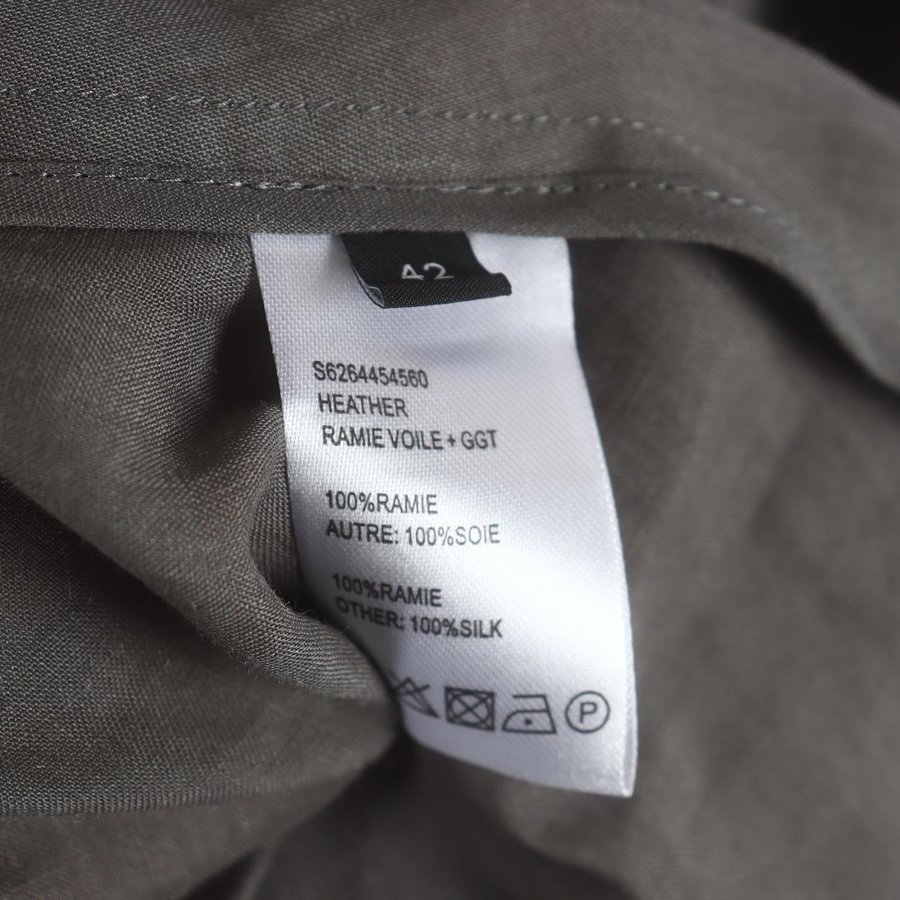 42
S6264454560
HEATHER
RAMIE VOILE + GGT
100%RAMIE
AUTRE: 100%SOIE
100%RAMIE
OTHER: 100%SILK
P